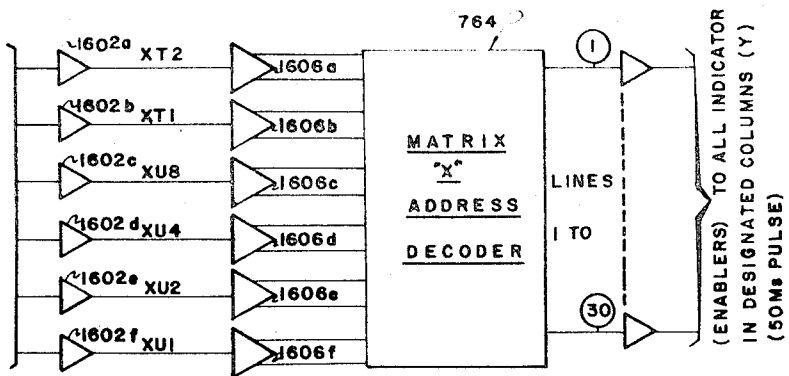 764
1602a XT2 1606a
1602b XT1 1606b
1602c XU8 1606c
1602d XU4 1606d
1602e XU2 1606e
1602f XU1 1606f
MATRIX
"X"
ADDRESS
DECODER
1
LINES
1 TO
30
(ENABLERS) TO ALL INDICATOR
IN DESIGNATED COLUMNS (Y)
(50Ms PULSE)